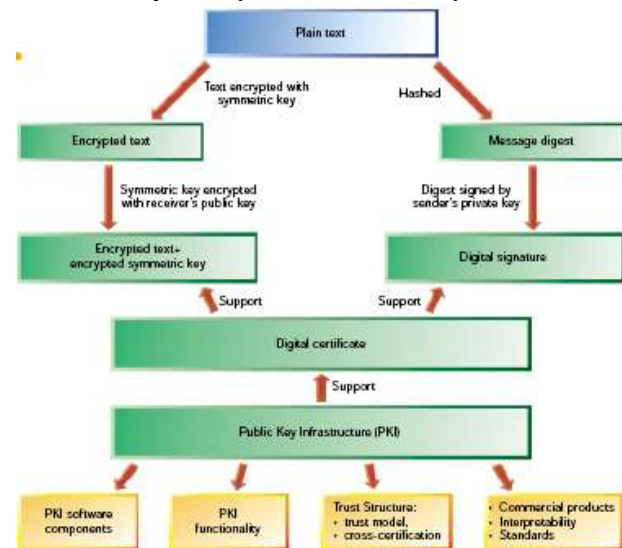 Plain text
Text encrypted with
symmetric key
Hashed
Encrypted text
Message digest
Symmetric key encrypted
with receiver's public key
Digest signed by
sender's private key
Encrypted text+
encrypted symmetric key
Digital signature
Support
Support
Digital certificate
Support
Public Key Infrastructure (PKI)
PKI software
components
PKI
functionality
Trust Structure:
• trust model,
• cross-certification
• Commercial products
• Interpretability
• Standards